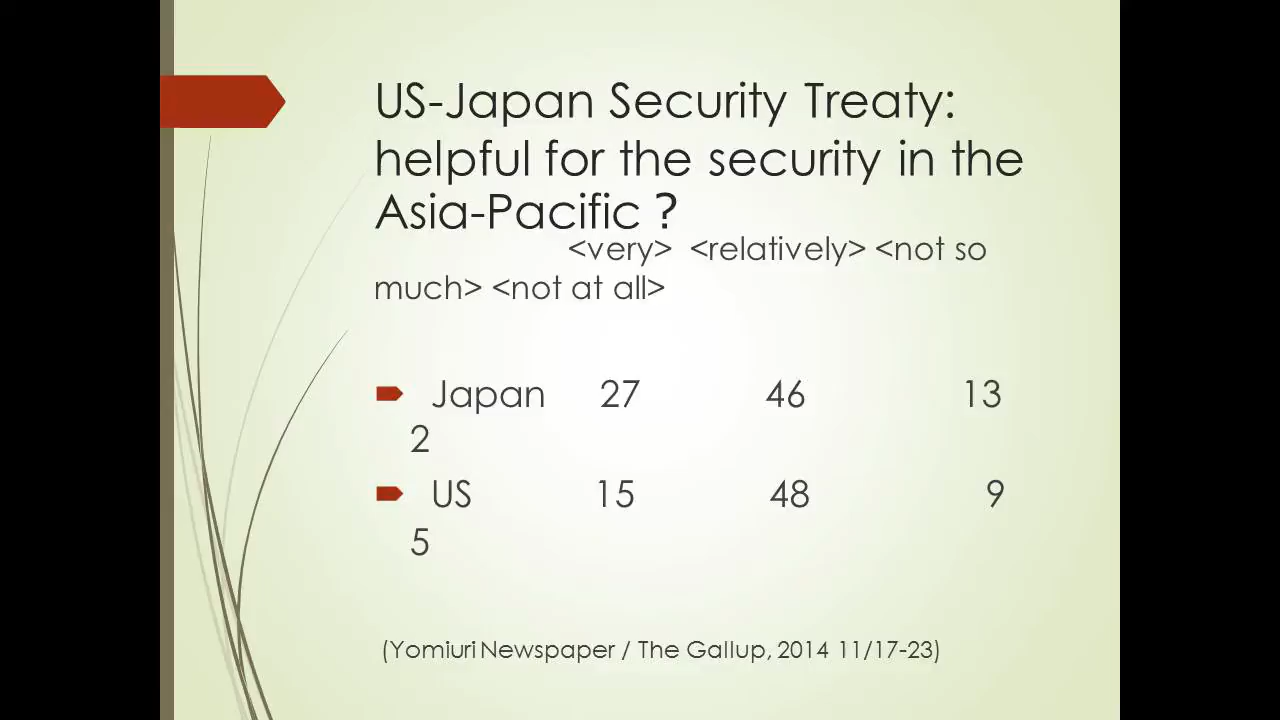 US-Japan Security Treaty:
helpful for the security in the
Asia-Pacific ?
<very> <relatively> <not so
much> <not at all>
Japan 27 46 13
2
US 15 48 9
5
(Yomiuri Newspaper / The Gallup, 2014 11/17-23)